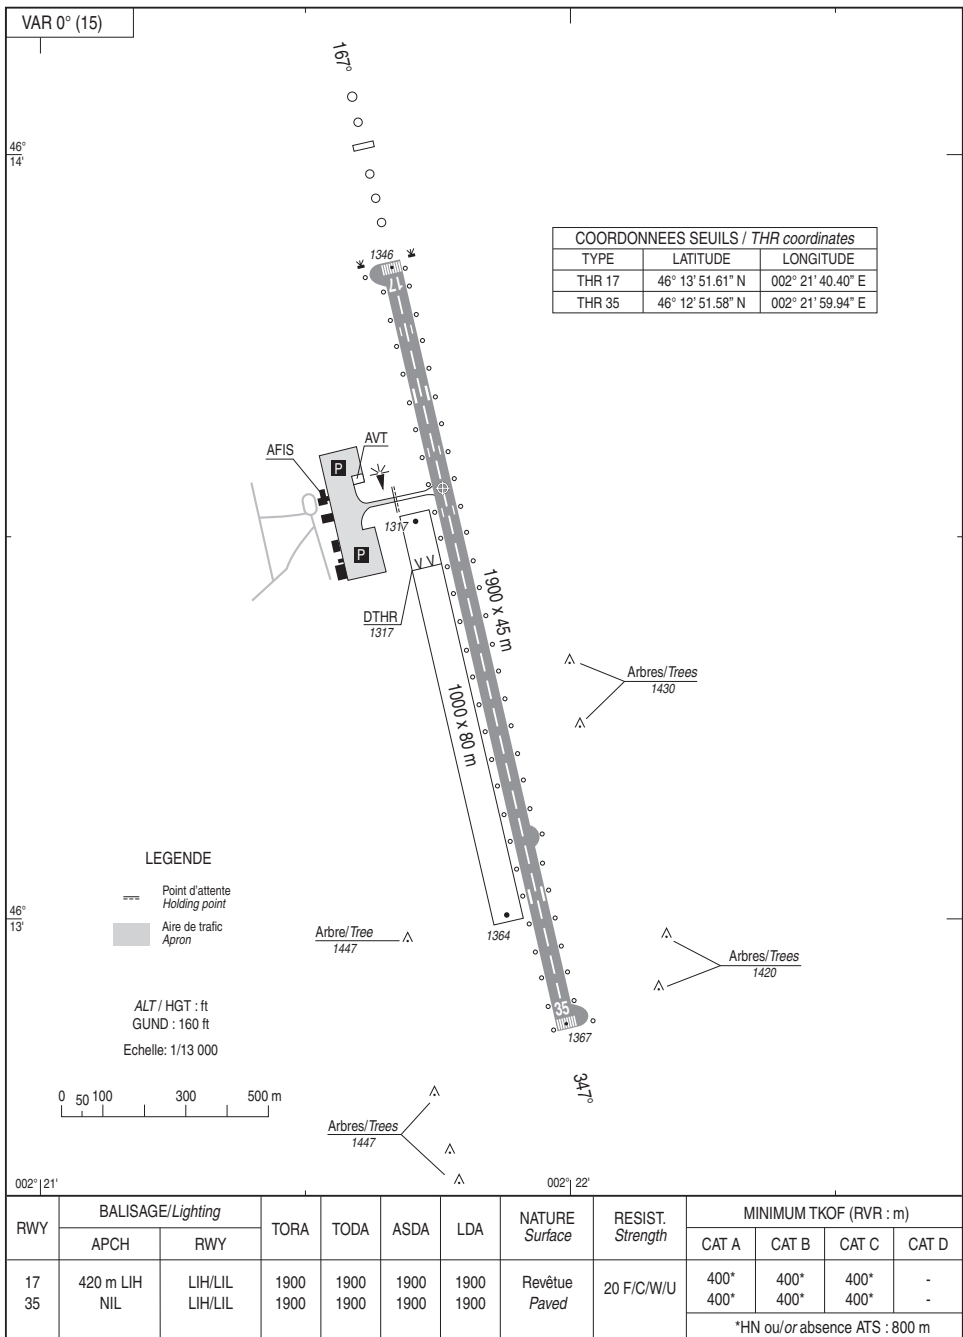 VAR 0° (15)
167°
46°
14'
COORDONNEES SEUILS / THR coordinates
TYPE LATITUDE LONGITUDE
THR 17 46° 13' 51.61" N 002° 21' 40.40" E
THR 35 46° 12' 51.58" N 002° 21' 59.94" E
1346
17
AVT
AFIS
P
1317
P
DTHR
1317
1900 x 45 m
Arbres/Trees
1430
1000 x 80 m
LEGENDE
Point d'attente
Holding point
Aire de trafic
Apron
46°
13'
Arbre/Tree
1447
1364
Arbres/Trees
1420
ALT / HGT : ft
GUND : 160 ft
Echelle: 1/13 000
35
1367
347°
0 50 100 300 500 m
Arbres/Trees
1447
002° 21'
002° 22'
RWY BALISAGE/Lighting TORA TODA ASDA LDA NATURE Surface RESIST. Strength MINIMUM TKOF (RVR : m)
APCH RWY CAT A CAT B CAT C CAT D
17 420 m LIH LIH/LIL 1900 1900 1900 1900 Revêtue 20 F/C/W/U 400* 400* 400* -
35 NIL LIH/LIL 1900 1900 1900 1900 Paved 400* 400* 400* -
*HN ou/or absence ATS : 800 m